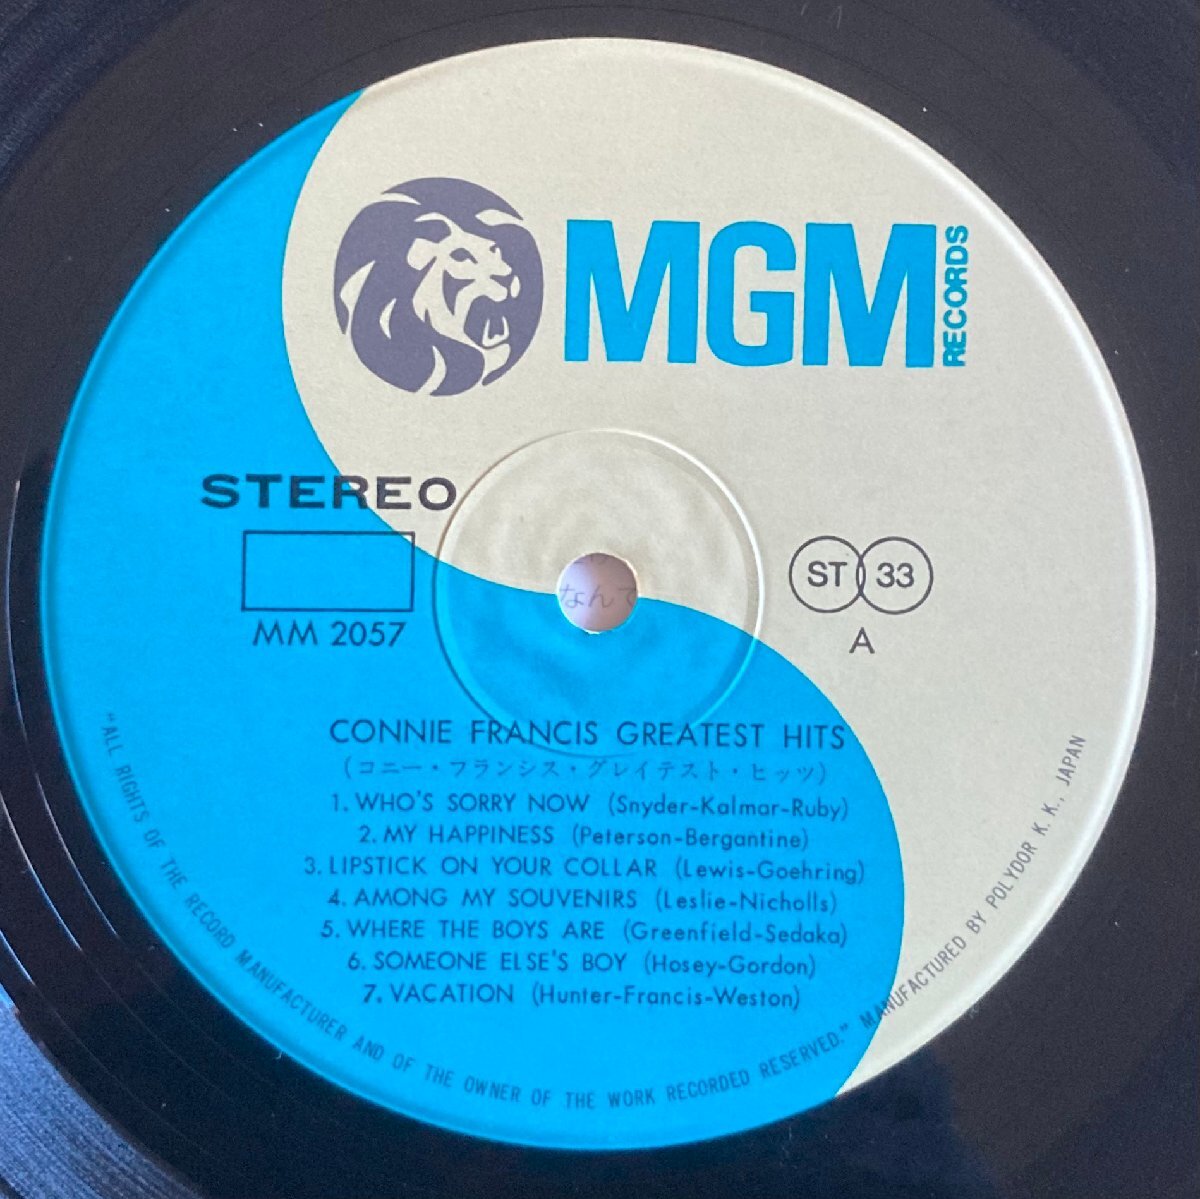 MGM
RECORDS
STEREO
MM 2057
ST 33
A
なんで
CONNIE FRANCIS GREATEST HITS
(コニー・フランシス・グレイテスト・ヒッツ)
1. WHO'S SORRY NOW (Snyder-Kalmar-Ruby)
2. MY HAPPINESS (Peterson-Bergantine)
3. LIPSTICK ON YOUR COLLAR (Lewis-Goehring)
4. AMONG MY SOUVENIRS (Leslie-Nicholls)
5. WHERE THE BOYS ARE (Greenfield-Sedaka)
6. SOMEONE ELSE'S BOY (Hosey-Gordon)
7. VACATION (Hunter-Francis-Weston)
"ALL RIGHTS OF THE RECORD MANUFACTURER AND OF THE OWNER OF THE WORK RECORDED RESERVED." MANUFACTURED BY POLYDOR K. K., JAPAN